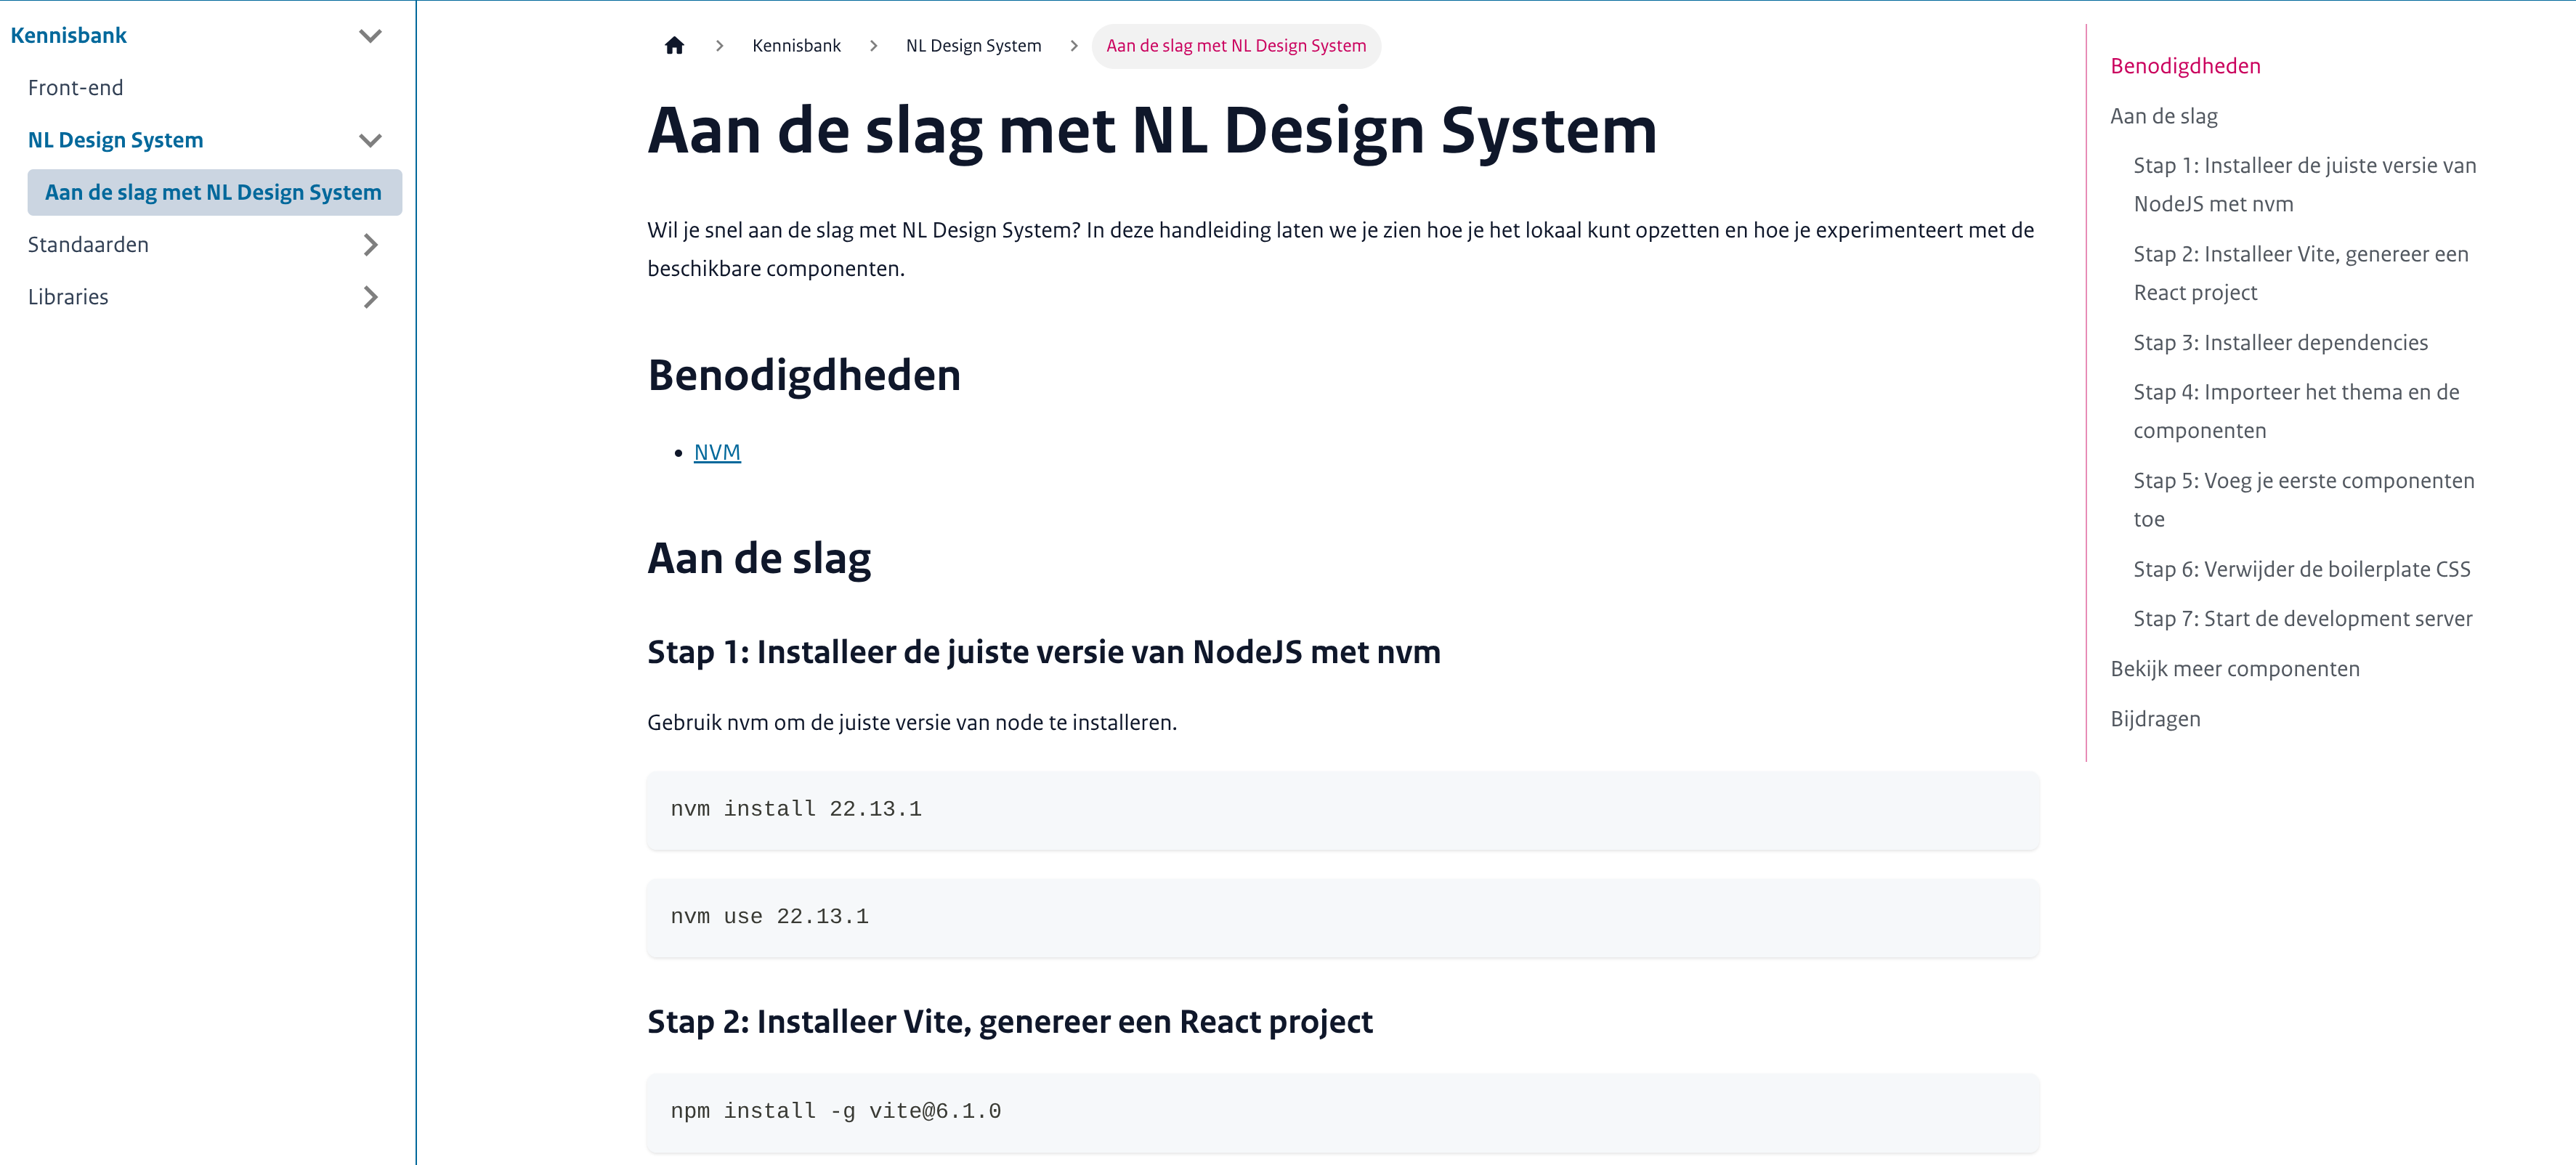 Kennisbank
Front-end
NL Design System
Aan de slag met NL Design System
Standaarden
Libraries
Kennisbank
NL Design System
Aan de slag met NL Design System
Aan de slag met NL Design System
Wil je snel aan de slag met NL Design System? In deze handleiding laten we je zien hoe je het lokaal kunt opzetten en hoe je experimenteert met de
beschikbare componenten.
Benodigdheden
NVM
Aan de slag
Stap 1: Installeer de juiste versie van NodeJS met nvm
Gebruik nvm om de juiste versie van node te installeren.
nvm install 22.13.1
nvm use 22.13.1
Stap 2: Installeer Vite, genereer een React project
npm install -g vite@6.1.0
Benodigdheden
Aan de slag
Stap 1: Installeer de juiste versie van
NodeJS met nvm
Stap 2: Installeer Vite, genereer een
React project
Stap 3: Installeer dependencies
Stap 4: Importeer het thema en de
componenten
Stap 5: Voeg je eerste componenten
toe
Stap 6: Verwijder de boilerplate CSS
Stap 7: Start de development server
Bekijk meer componenten
Bijdragen